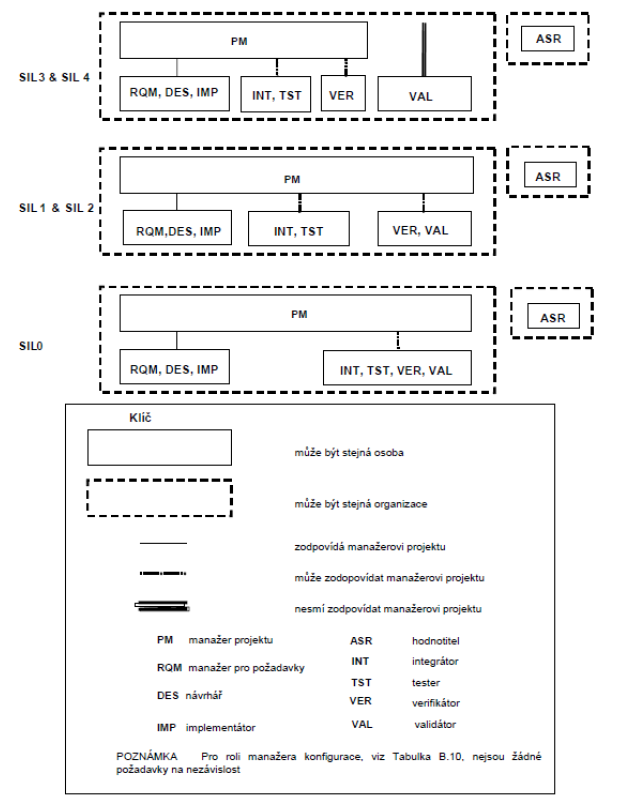 PM
ASR
SIL3 & SIL 4
RQM, DES, IMP
INT, TST
VER
VAL
PM
ASR
SIL1 & SIL 2
RQM,DES, IMP
INT, TST
VER, VAL
PM
ASR
SIL0
RQM, DES, IMP
INT, TST, VER, VAL
Klíč
může být stejná osoba
může být stejná organizace
zodpovídá manažerovi projektu
může zodopovídat manažerovi projektu
nesmí zodpovídat manažerovi projektu
PM manažer projektu
ASR hodnotitel
RQM manažer pro požadavky
INT integrátor
TST tester
DES návrhář
VER verifikátor
IMP implementátor
VAL validátor
POZNÁMKA Pro roli manažera konfigurace, viz Tabulka B.10, nejsou žádné
požadavky na nezávislost